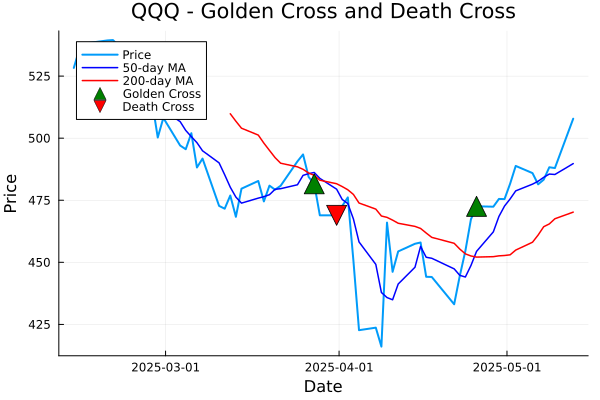 QQQ - Golden Cross and Death Cross
Price
50-day MA
200-day MA
Golden Cross
Death Cross
525
500
475
450
425
Price
2025-03-01
2025-04-01
2025-05-01
Date